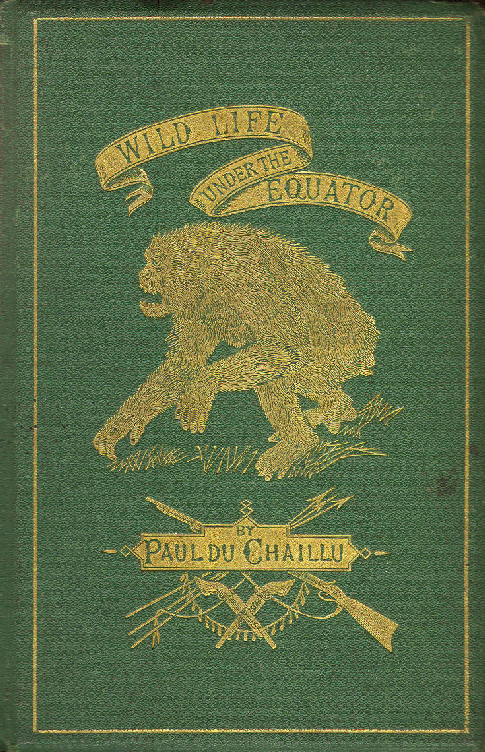 WILD LIFE
UNDER THE
EQUATOR
BY
PAUL DU CHAILLU